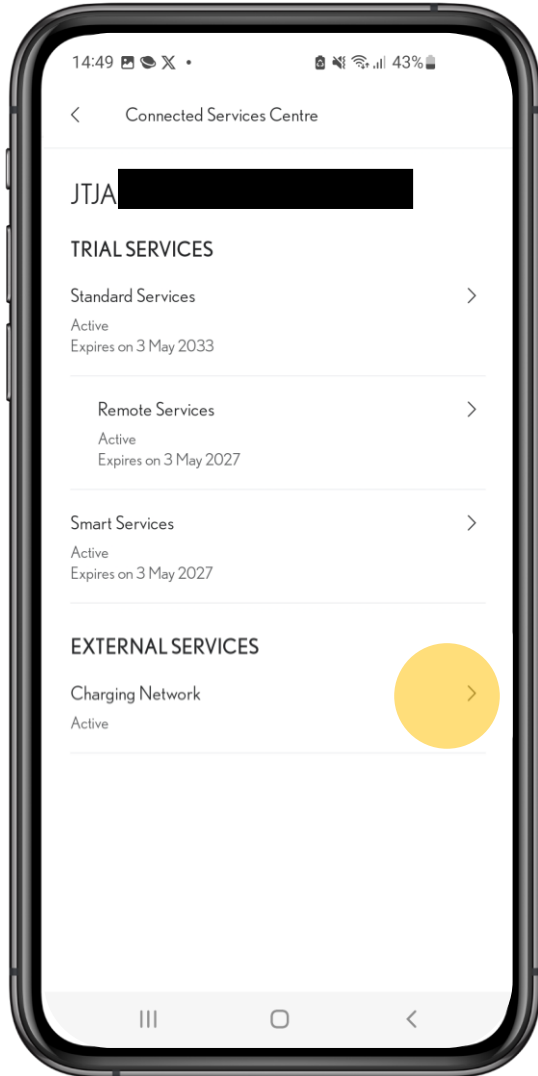 14:49 43%
Connected Services Centre
JTJA
TRIAL SERVICES
Standard Services
Active
Expires on 3 May 2033
Remote Services
Active
Expires on 3 May 2027
Smart Services
Active
Expires on 3 May 2027
EXTERNAL SERVICES
Charging Network
Active